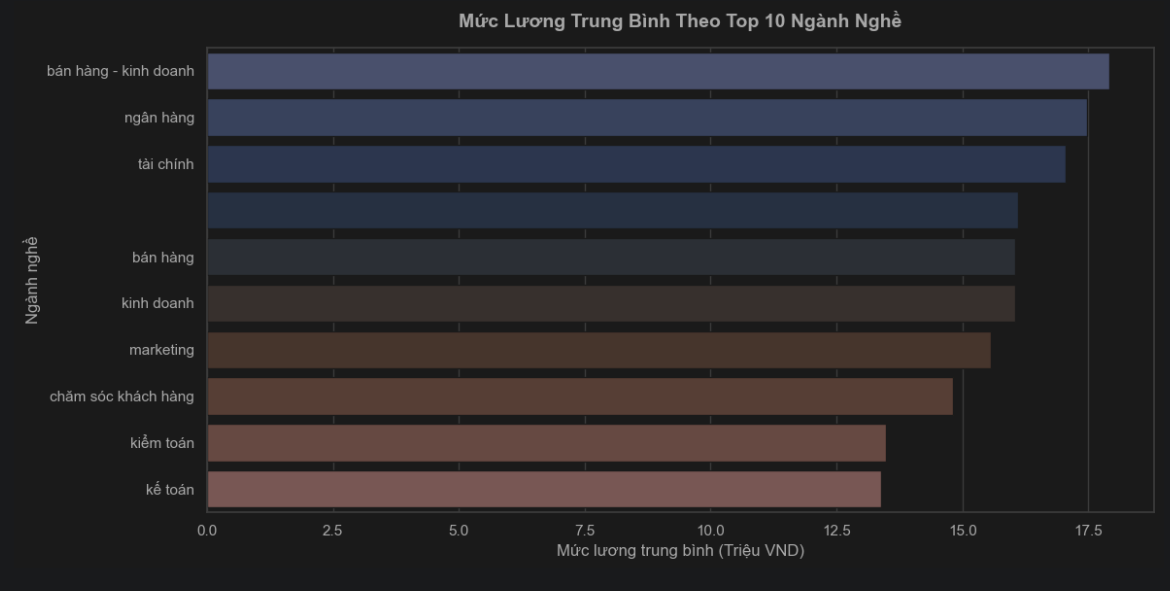 Mức Lương Trung Bình Theo Top 10 Ngành Nghề
Ngành nghề
bán hàng - kinh doanh
ngân hàng
tài chính
bán hàng
kinh doanh
marketing
chăm sóc khách hàng
kiểm toán
kế toán
0.0 2.5 5.0 7.5 10.0 12.5 15.0 17.5
Mức lương trung bình (Triệu VND)